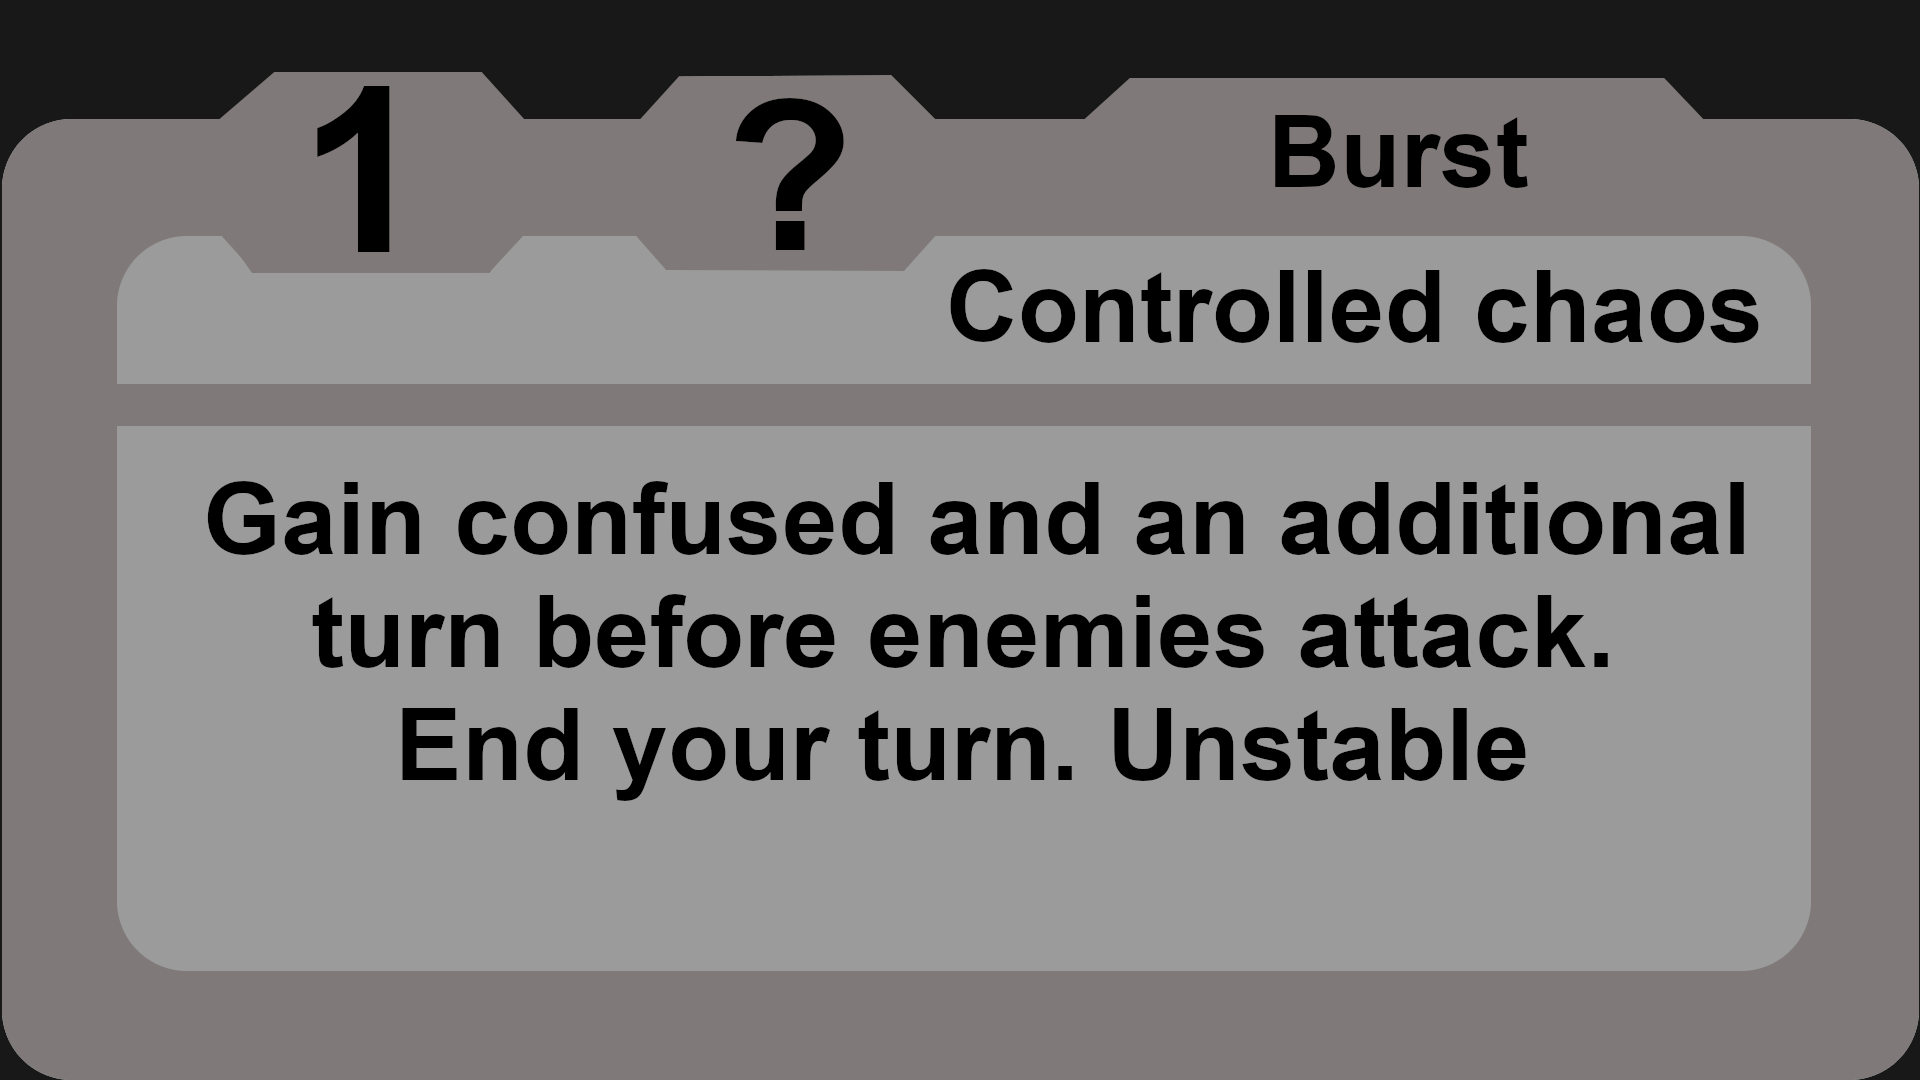 1 ? Burst
Controlled chaos
Gain confused and an additional
turn before enemies attack.
End your turn. Unstable